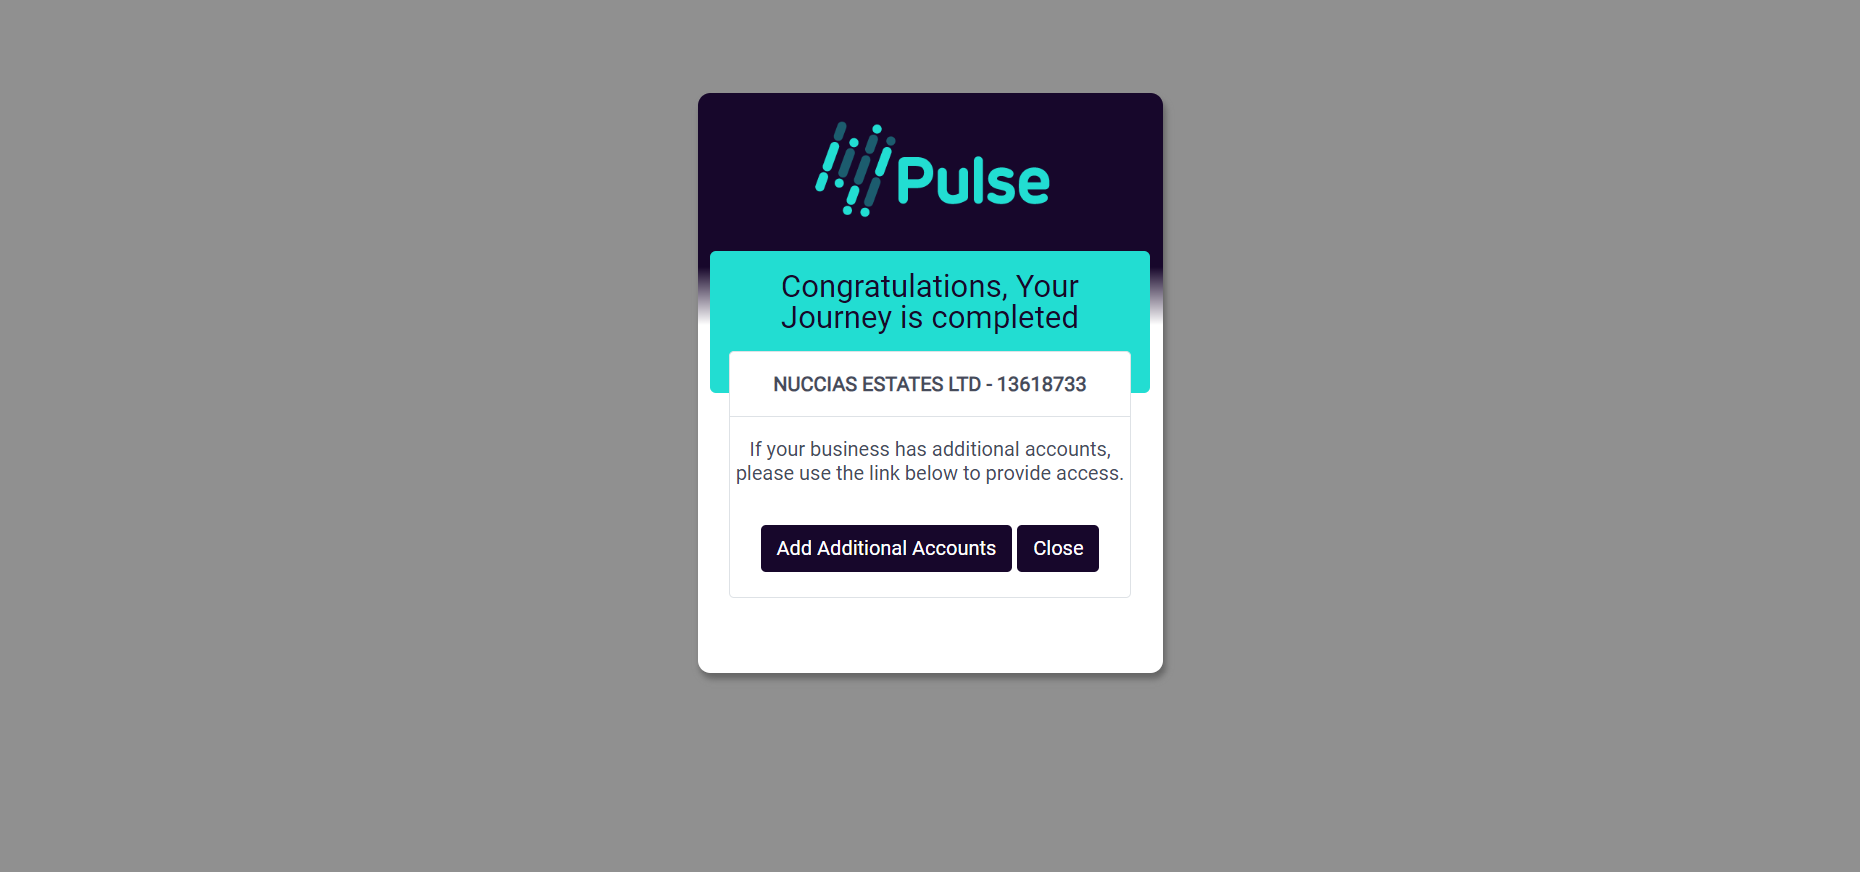 Pulse
Congratulations, Your
Journey is completed
NUCCIAS ESTATES LTD - 13618733
If your business has additional accounts,
please use the link below to provide access.
Add Additional Accounts
Close